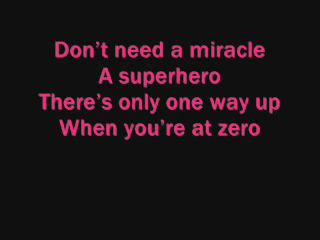 Don’t need a miracle
A superhero
There’s only one way up
When you’re at zero